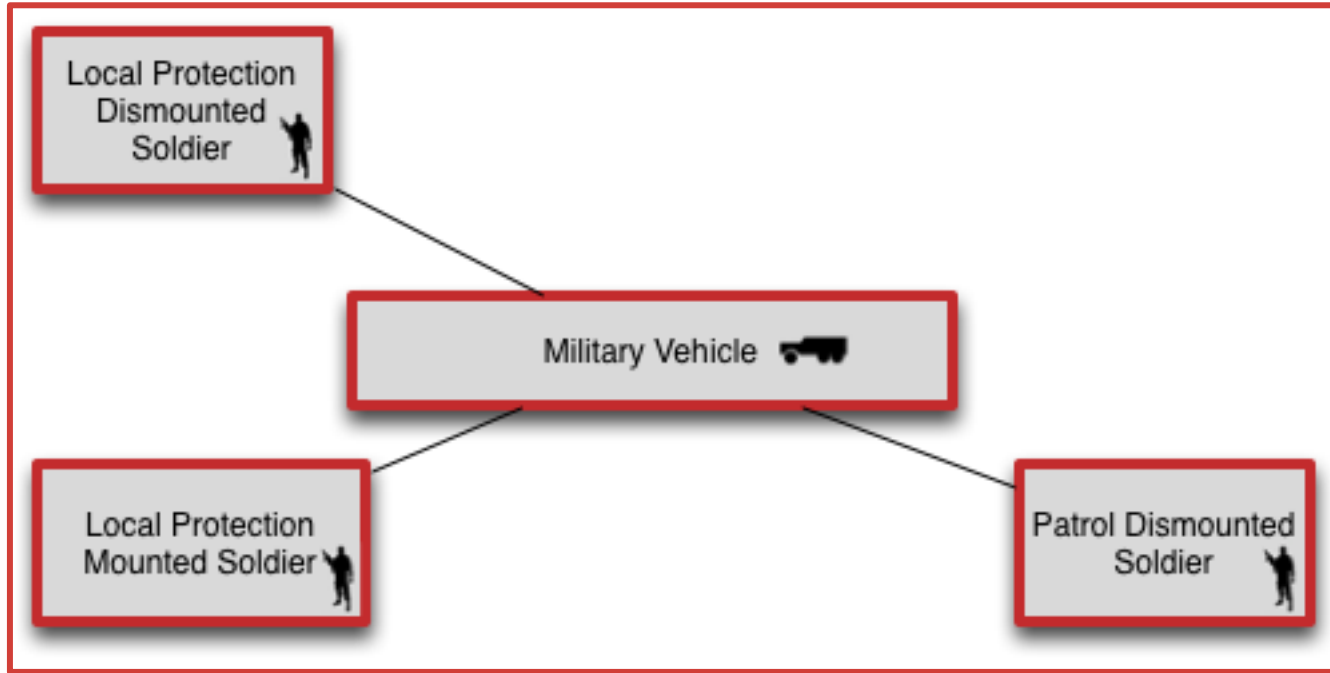 Local Protection
Dismounted
Soldier
Military Vehicle
Local Protection
Mounted Soldier
Patrol Dismounted
Soldier